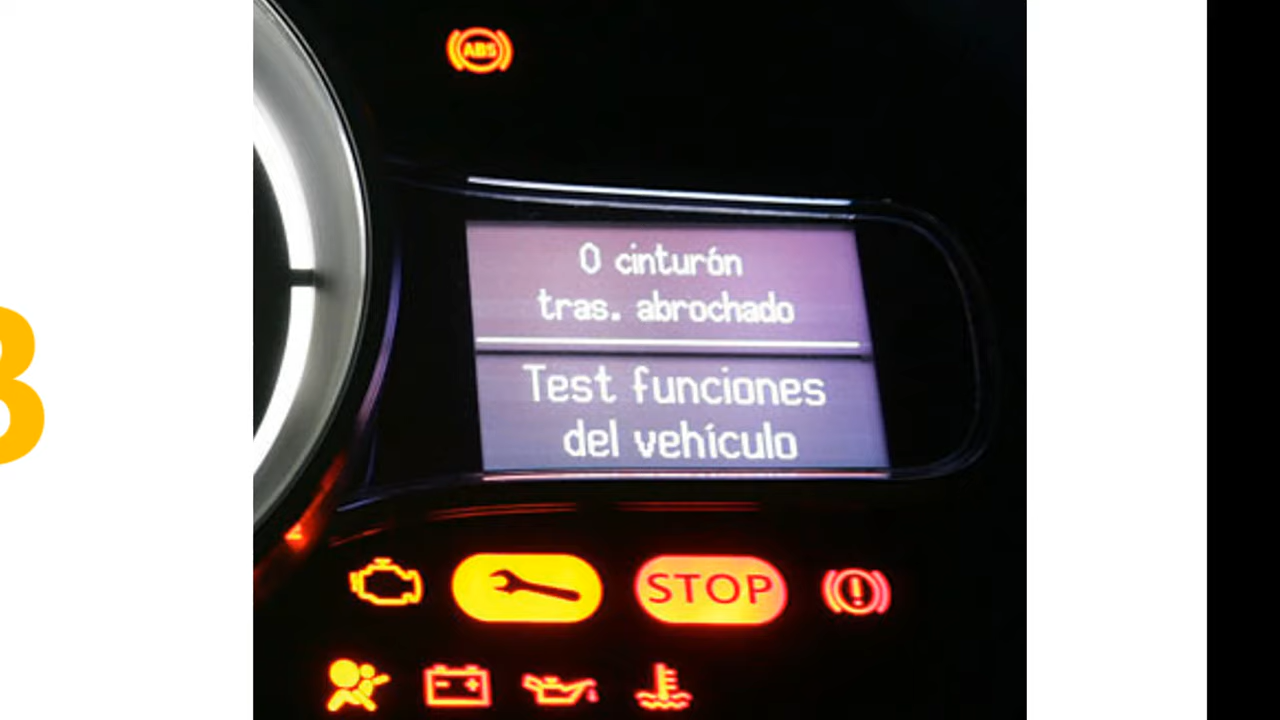 ABS
0 cinturón
tras. abrochado
Test funciones
del vehículo
STOP